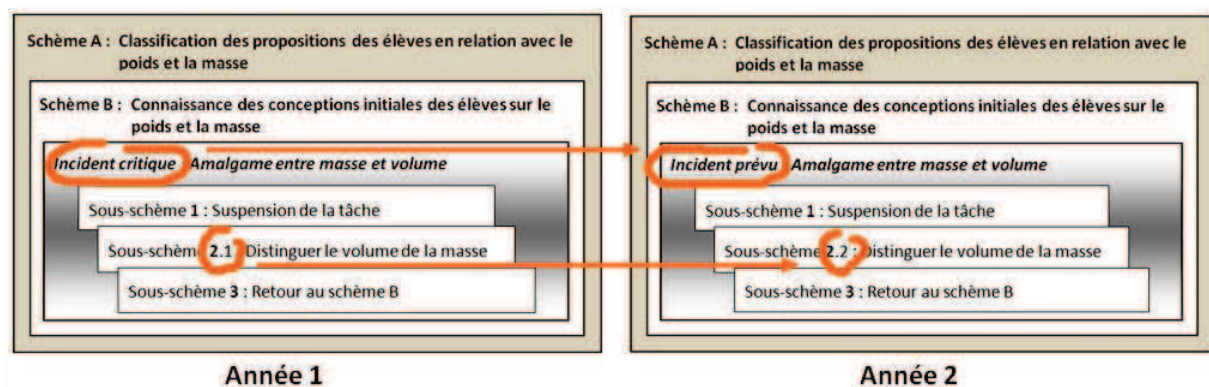 Schème A : Classification des propositions des élèves en relation avec le
poids et la masse
Schème B : Connaissance des conceptions initiales des élèves sur le
poids et la masse
Incident critique Amalgame entre masse et volume
Sous-schème 1 : Suspension de la tâche
Sous-schème 2.1 : Distinguer le volume de la masse
Sous-schème 3 : Retour au schème B
Année 1
Schème A : Classification des propositions des élèves en relation avec le
poids et la masse
Schème B : Connaissance des conceptions initiales des élèves sur le
poids et la masse
Incident prévu Amalgame entre masse et volume
Sous-schème 1 : Suspension de la tâche
Sous-schème 2.2 : Distinguer le volume de la masse
Sous-schème 3 : Retour au schème B
Année 2